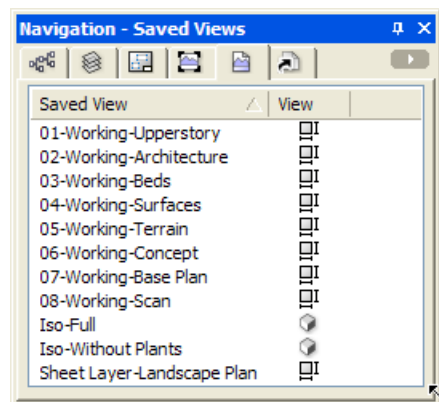 Navigation - Saved Views
Saved View View
01-Working-Upperstory
02-Working-Architecture
03-Working-Beds
04-Working-Surfaces
05-Working-Terrain
06-Working-Concept
07-Working-Base Plan
08-Working-Scan
Iso-Full
Iso-Without Plants
Sheet Layer-Landscape Plan